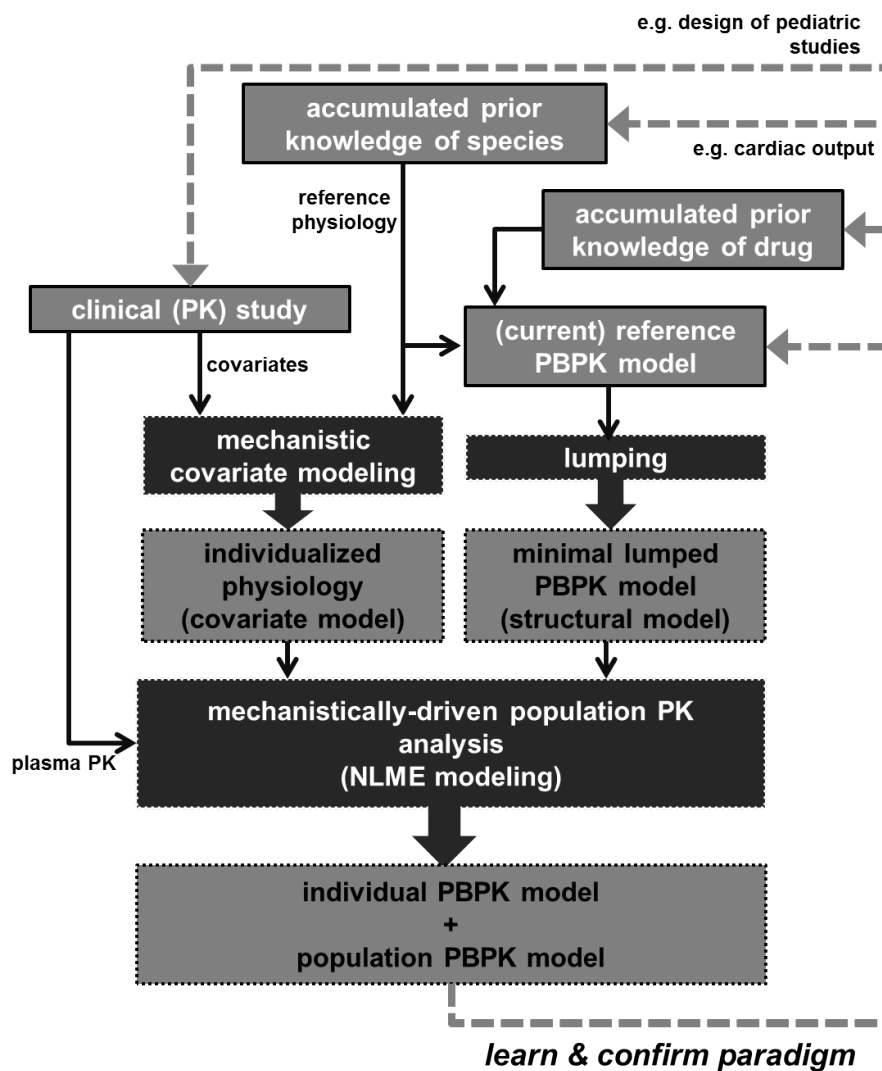 e.g. design of pediatric
studies
accumulated prior
knowledge of species
e.g. cardiac output
reference
physiology
accumulated prior
knowledge of drug
clinical (PK) study
(current) reference
PBPK model
covariates
mechanistic
covariate modeling
lumping
individualized
physiology
(covariate model)
minimal lumped
PBPK model
(structural model)
mechanistically-driven population PK
analysis
(NLME modeling)
plasma PK
individual PBPK model
+
population PBPK model
learn & confirm paradigm